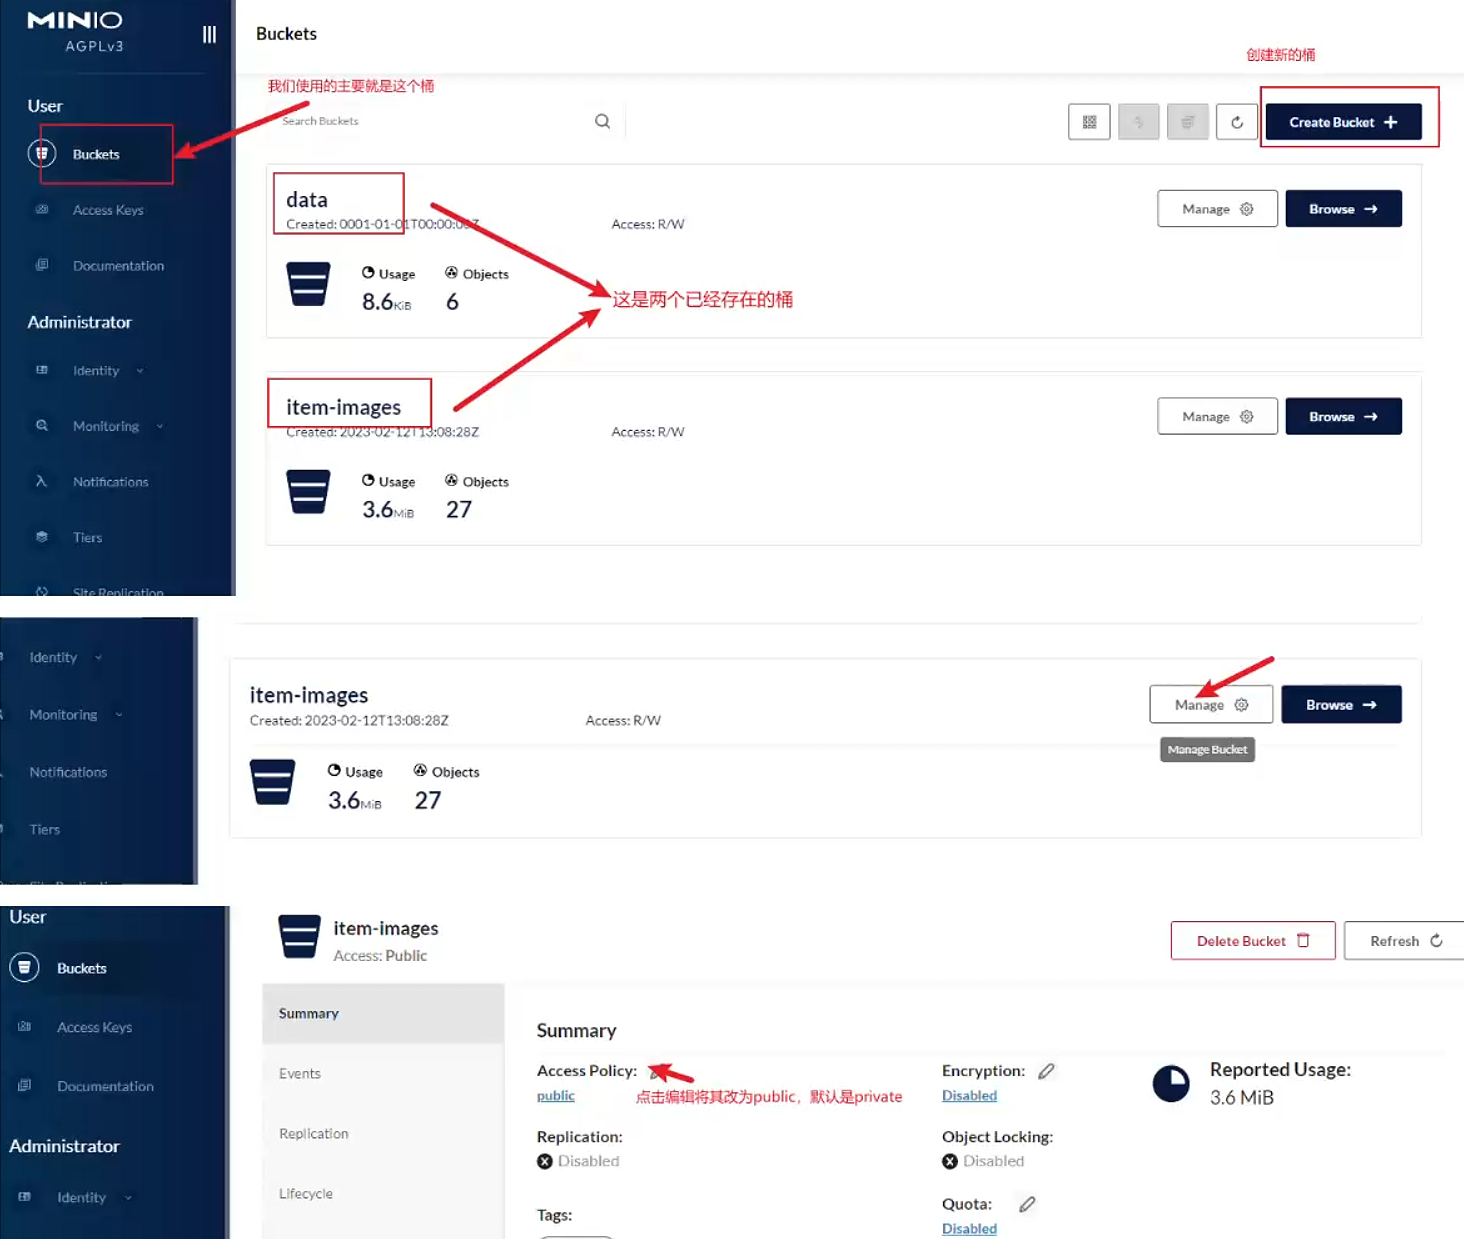 MINIO
AGPLv3
Buckets
创建新的桶
我们使用的主要就是这个桶
User
Search Buckets
Create Bucket
Buckets
data
Created: 0001-01-01T00:00:00Z
Access: R/W
Manage
Browse
Access Keys
Documentation
Usage
Objects
8.6KiB
6
这是两个已经存在的桶
Administrator
Identity
item-images
Created: 2023-02-12T13:08:28Z
Access: R/W
Manage
Browse
Monitoring
Notifications
Usage
Objects
3.6MiB
27
Tiers
Site Replication
Identity
Monitoring
Notifications
Tiers
item-images
Created: 2023-02-12T13:08:28Z
Access: R/W
Manage
Browse
Manage Bucket
Usage
Objects
3.6MiB
27
User
Buckets
Access Keys
Documentation
Administrator
Identity
item-images
Access: Public
Delete Bucket
Refresh
Summary
Events
Replication
Lifecycle
Summary
Access Policy:
public
点击编辑将其改为public，默认是private
Encryption:
Disabled
Reported Usage:
3.6 MiB
Replication:
Disabled
Object Locking:
Disabled
Tags:
Quota:
Disabled